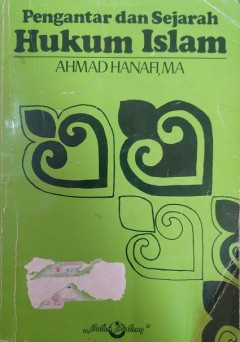 Pengantar dan Sejarah
Hukum Islam
AHMAD HANAFI, MA